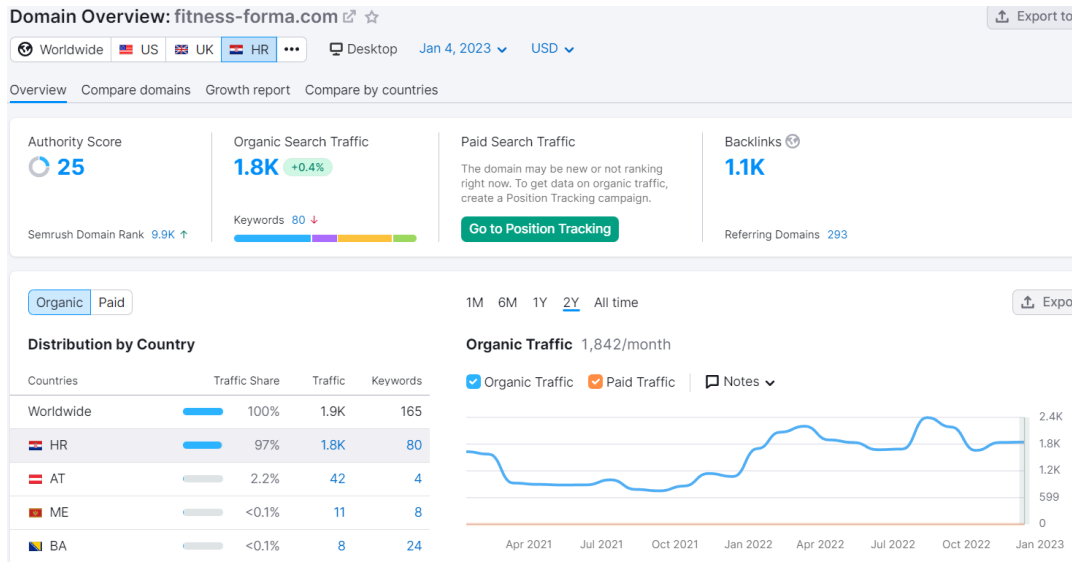 Domain Overview: fitness-forma.com
Export to
Worldwide US UK HR ••• Desktop Jan 4, 2023 USD
Overview Compare domains Growth report Compare by countries
Authority Score
25
Semrush Domain Rank 9.9K ↑
Organic Search Traffic
1.8K +0.4%
Keywords 80 ↓
Paid Search Traffic
The domain may be new or not ranking
right now. To get data on organic traffic,
create a Position Tracking campaign.
Go to Position Tracking
Backlinks
1.1K
Referring Domains 293
Organic Paid
Distribution by Country
Countries Traffic Share Traffic Keywords
Worldwide 100% 1.9K 165
HR 97% 1.8K 80
AT 2.2% 42 4
ME <0.1% 11 8
BA <0.1% 8 24
1M 6M 1Y 2Y All time
Expo
Organic Traffic 1,842/month
Organic Traffic Paid Traffic Notes
2.4K
1.8K
1.2K
599
0
Apr 2021 Jul 2021 Oct 2021 Jan 2022 Apr 2022 Jul 2022 Oct 2022 Jan 2023